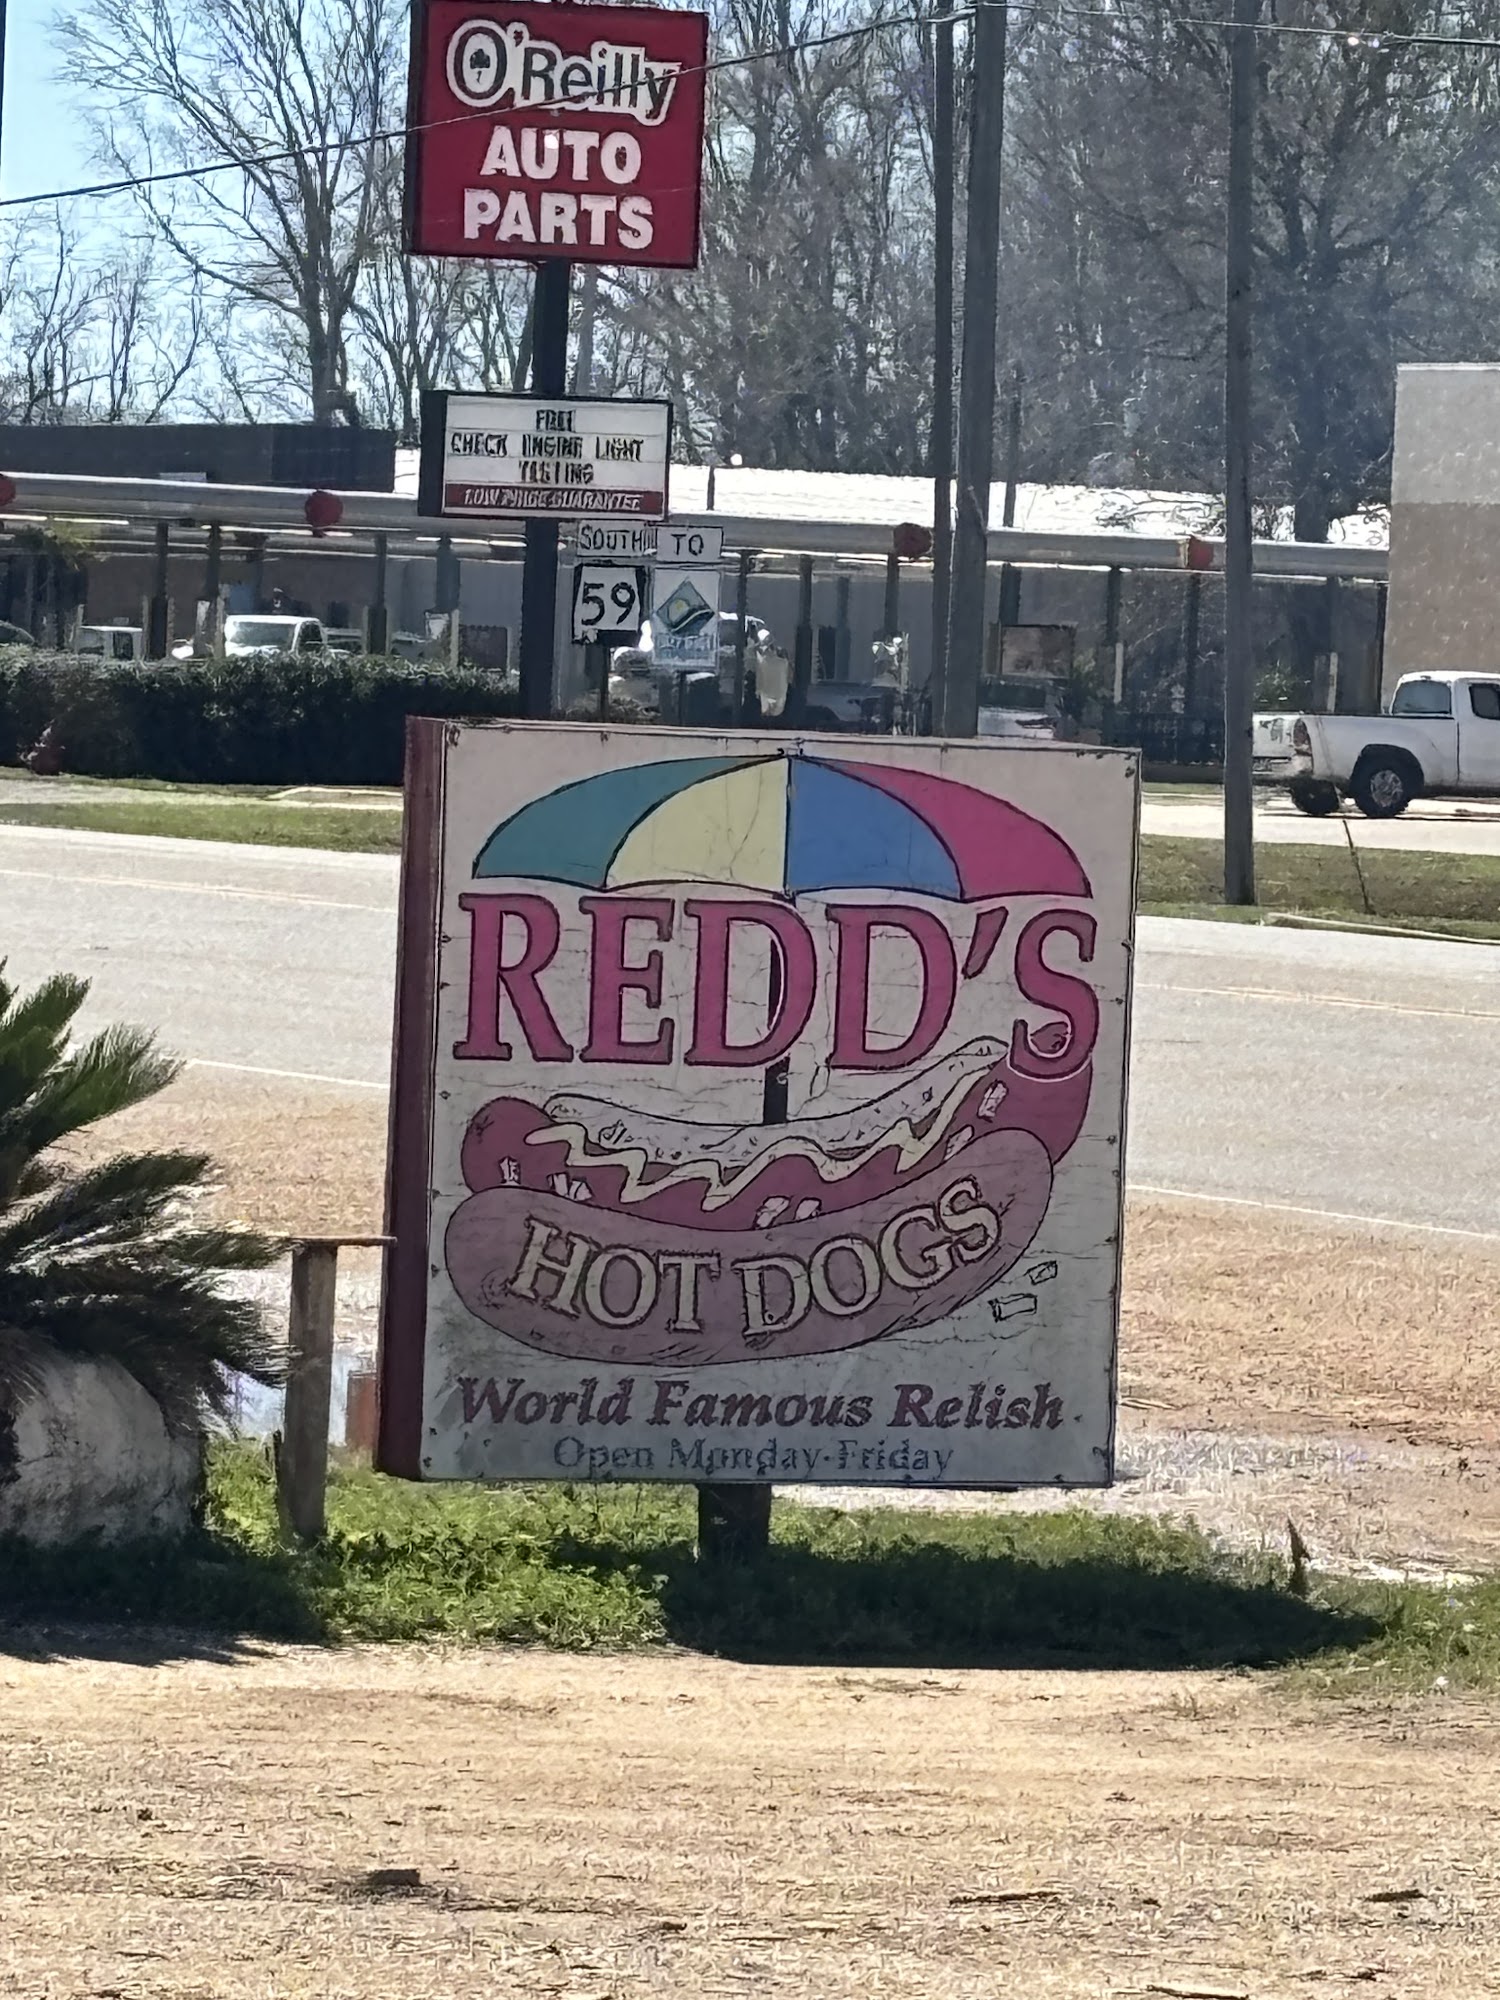 O'Reilly
AUTO
PARTS
FREE
CHECK ENGINE LIGHT
TESTING
LOW PRICE GUARANTEE
SOUTH
TO
59
REDD'S
HOT DOGS
World Famous Relish
Open Monday-Friday